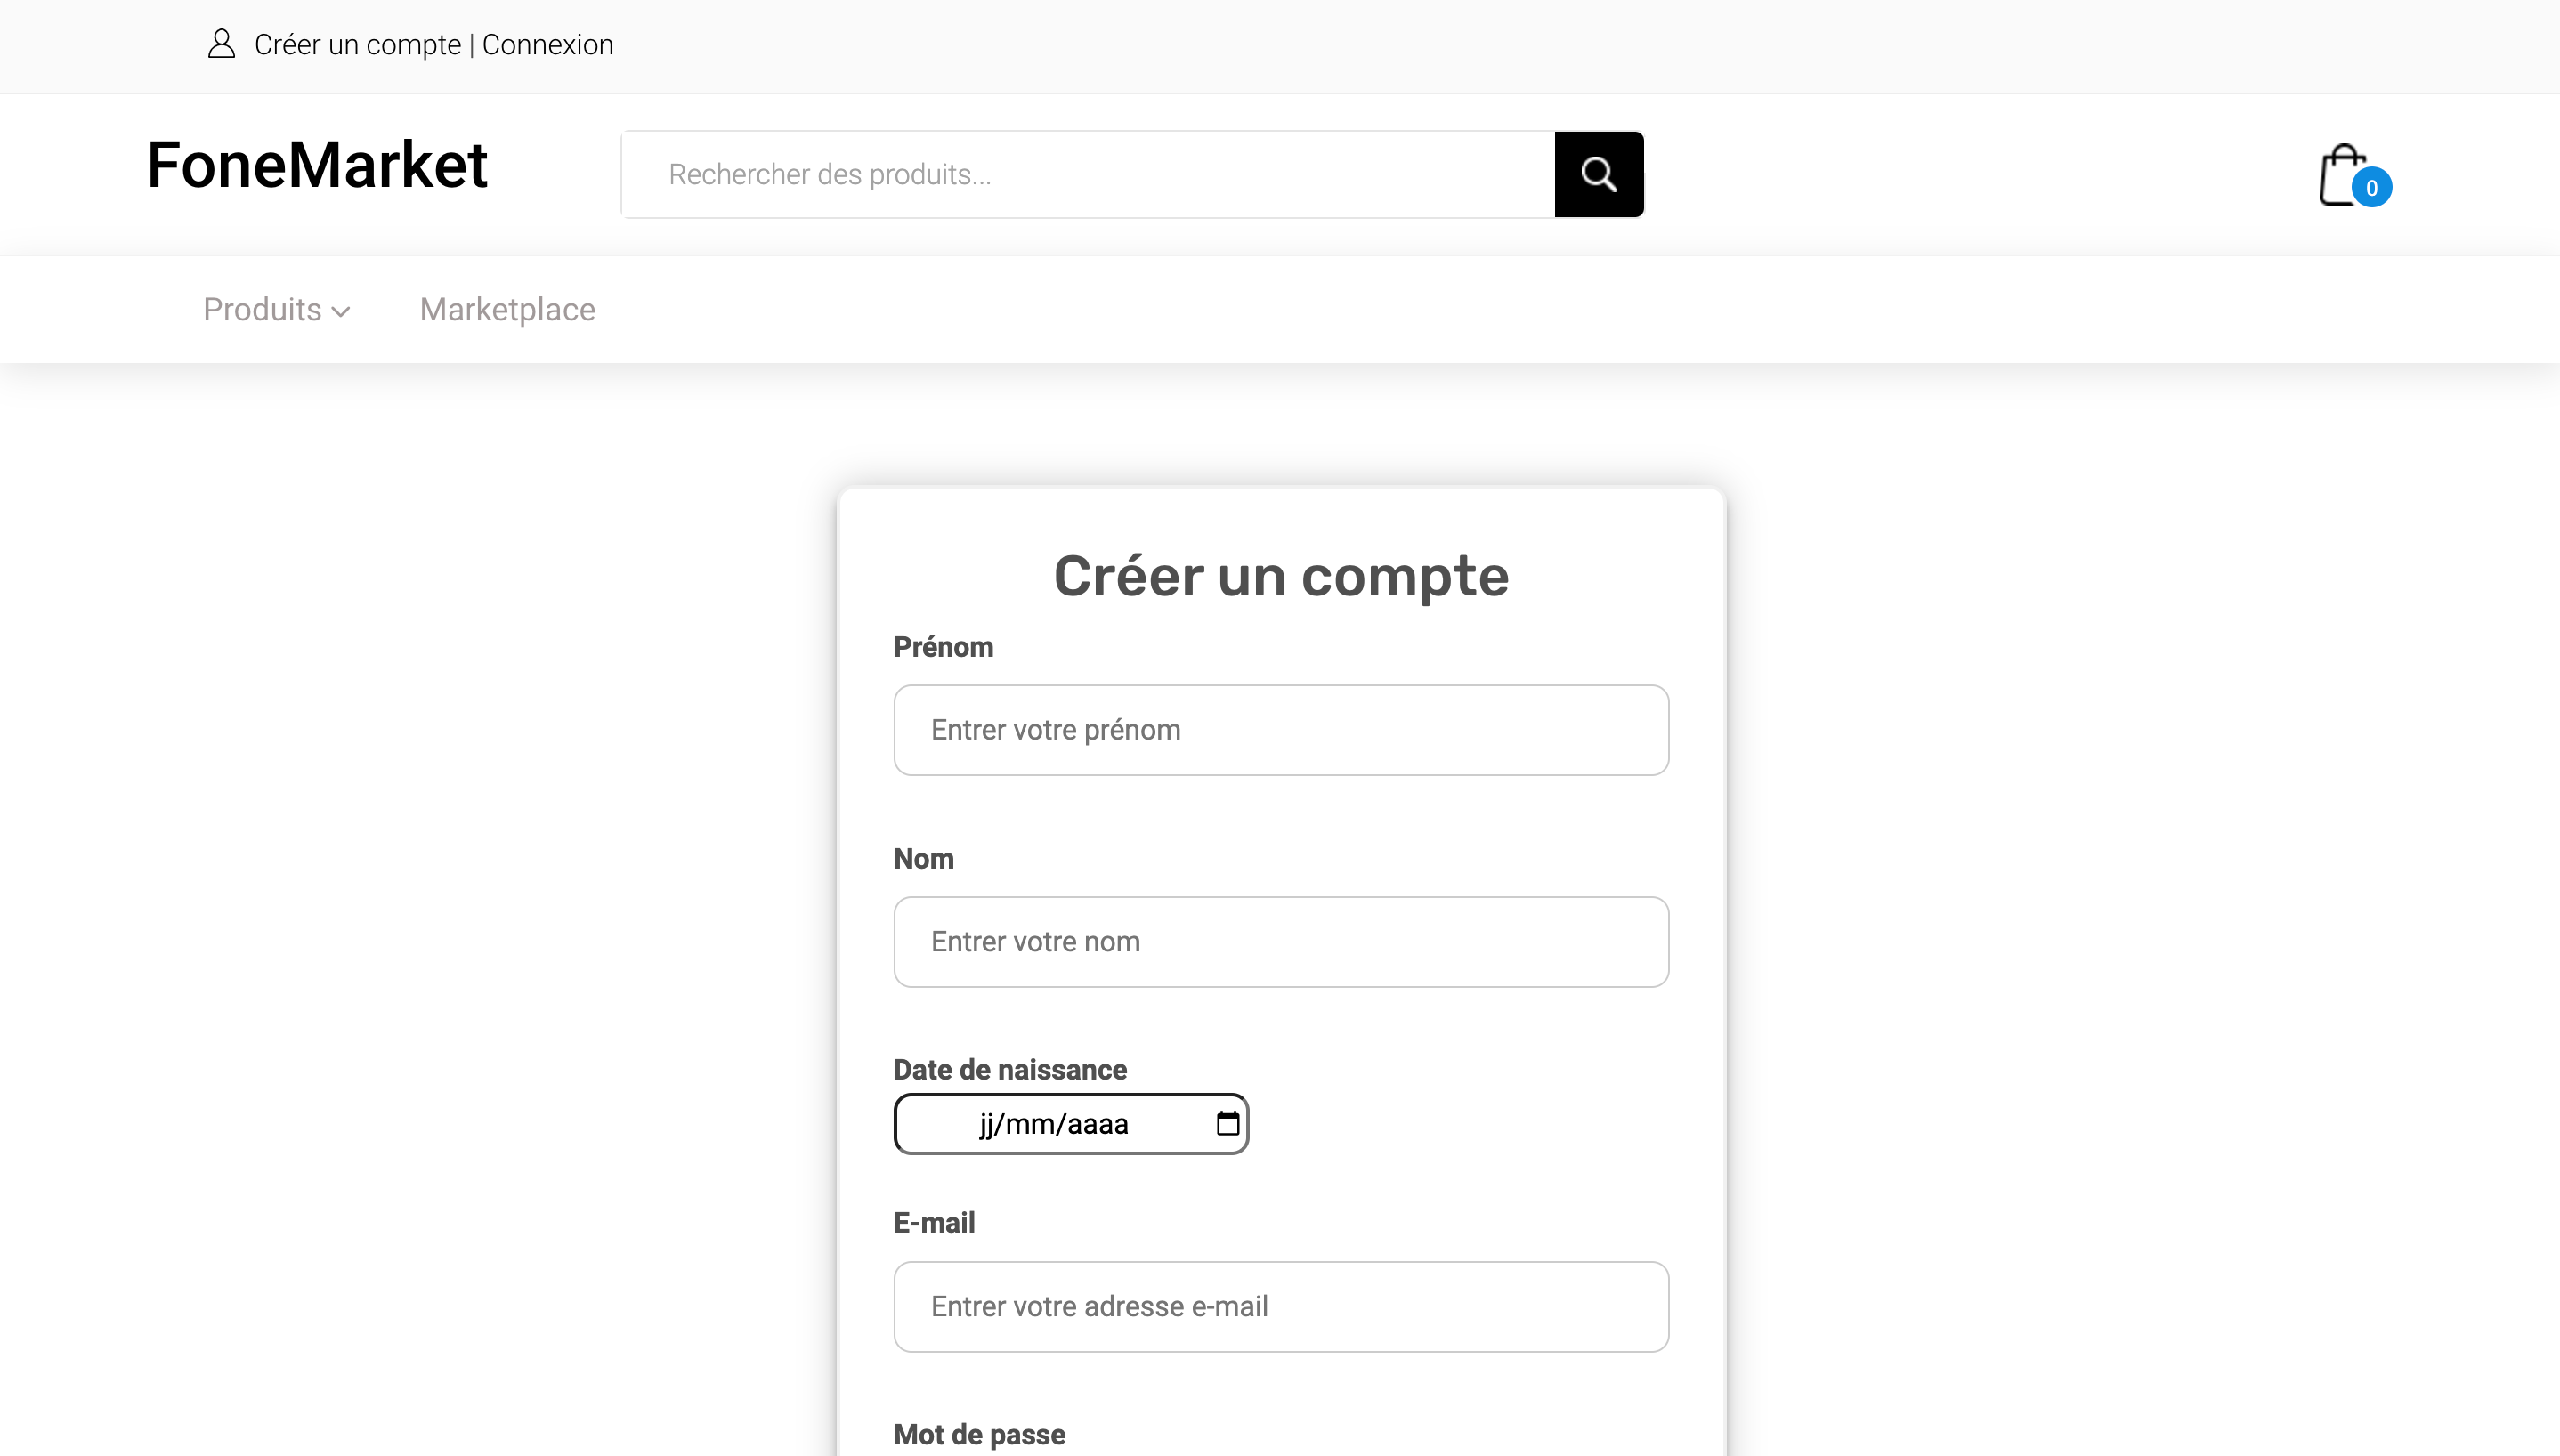 Créer un compte | Connexion
FoneMarket
Rechercher des produits...
0
Produits
Marketplace
Créer un compte
Prénom
Entrer votre prénom
Nom
Entrer votre nom
Date de naissance
jj/mm/aaaa
E-mail
Entrer votre adresse e-mail
Mot de passe